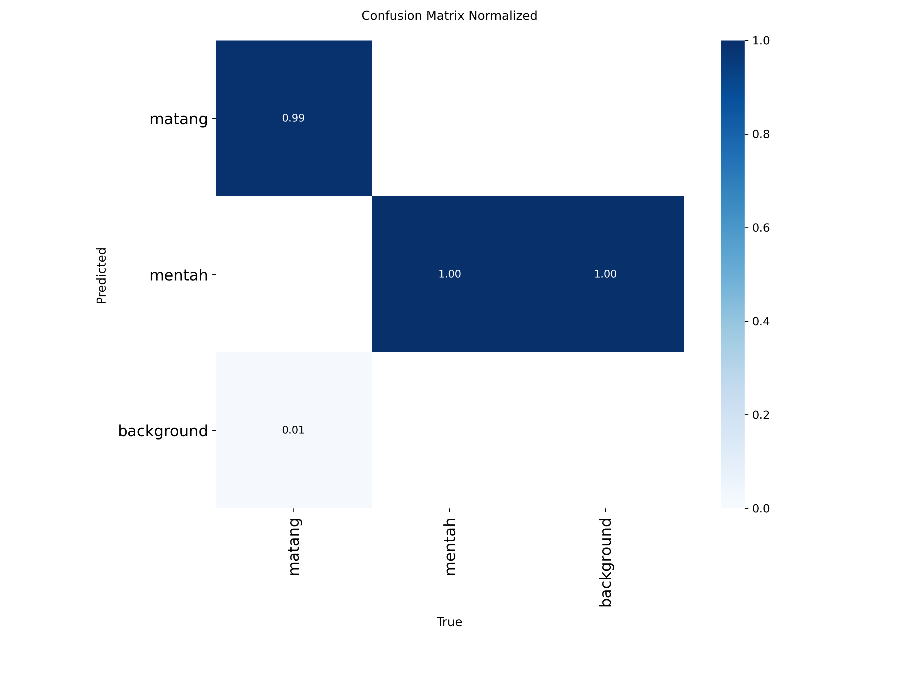 Confusion Matrix Normalized
matang
mentah
background
Predicted
0.99
1.00
1.00
0.01
matang
mentah
background
True
1.0
0.8
0.6
0.4
0.2
0.0